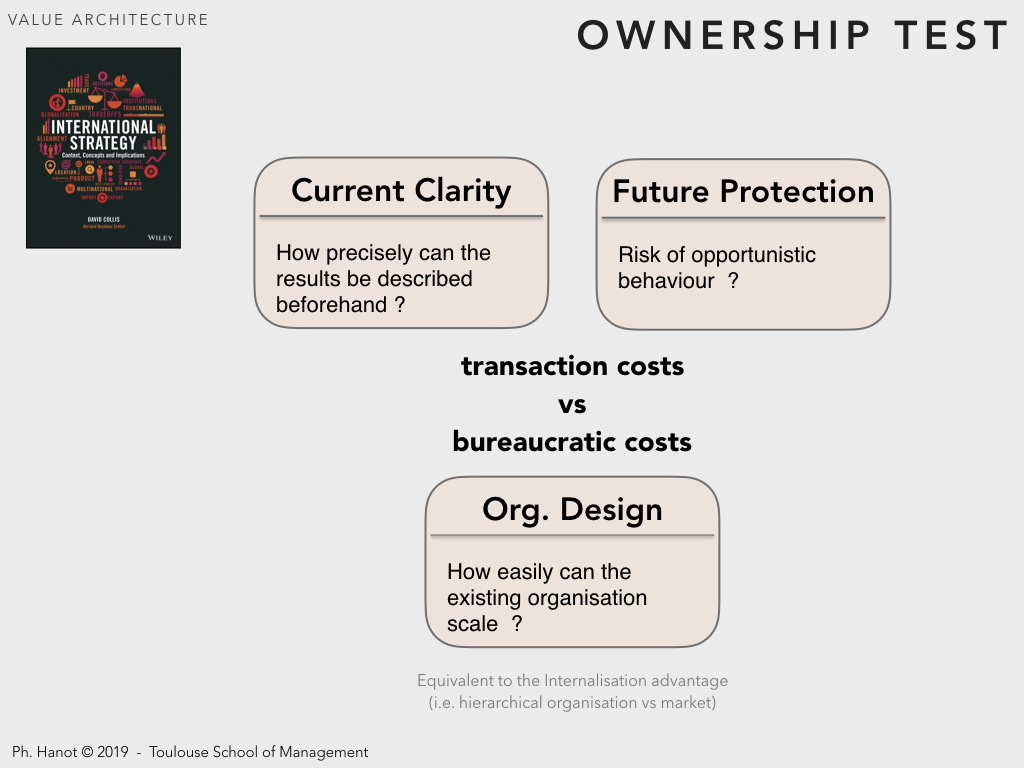 VALUE ARCHITECTURE
OWNERSHIP TEST
INVESTMENT
INSTITUTIONS
COUNTRY
TRANSNATIONAL
GLOBALIZATION
TRADEOFFS
INTERNATIONAL
ALIGNMENT
STRATEGY
Context, Concepts and Implications
LOCATION
PRODUCT
MULTINATIONAL
IMPORT
EXPORT
DAVID COLLIS
Harvard Business School
WILEY
Current Clarity
How precisely can the
results be described
beforehand ?
Future Protection
Risk of opportunistic
behaviour ?
transaction costs
vs
bureaucratic costs
Org. Design
How easily can the
existing organisation
scale ?
Equivalent to the Internalisation advantage
(i.e. hierarchical organisation vs market)
Ph. Hanot © 2019 - Toulouse School of Management